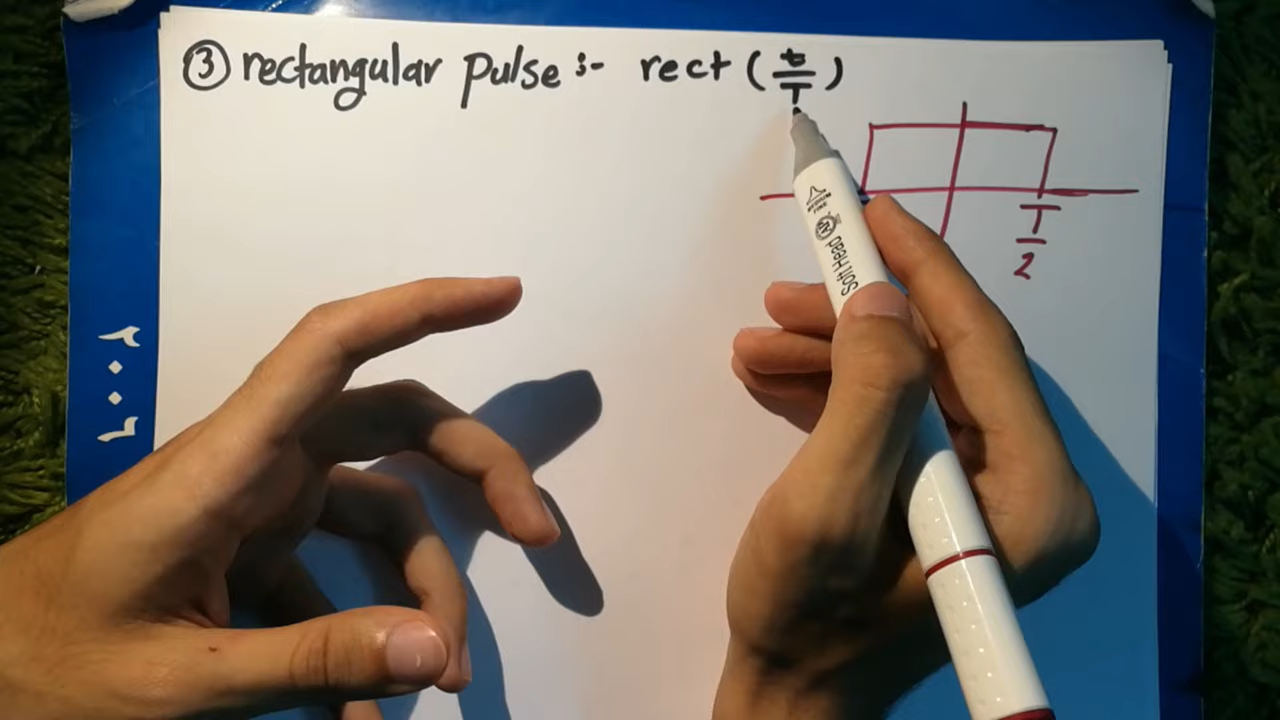 ③ rectangular Pulse :- rect (t/T)
T/2
SoftHead